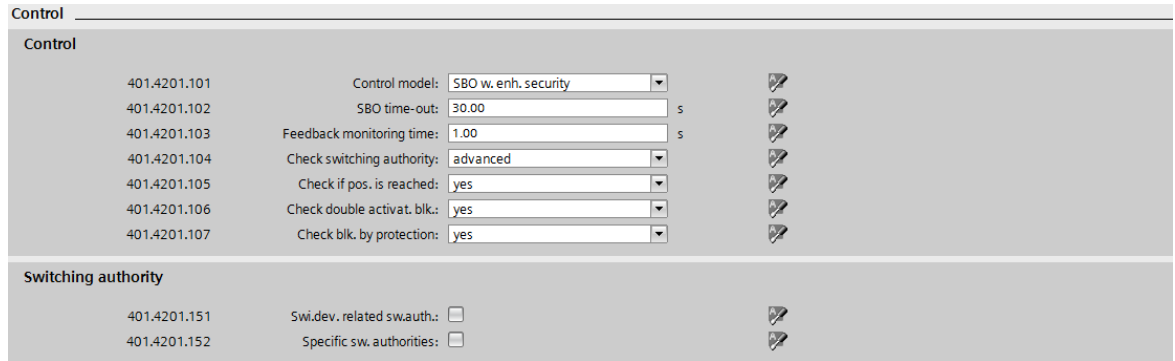 Control
Control
401.4201.101 Control model: SBO w. enh. security
401.4201.102 SBO time-out: 30.00 s
401.4201.103 Feedback monitoring time: 1.00 s
401.4201.104 Check switching authority: advanced
401.4201.105 Check if pos. is reached: yes
401.4201.106 Check double activat. blk.: yes
401.4201.107 Check blk. by protection: yes
Switching authority
401.4201.151 Swi.dev. related sw.auth.:
401.4201.152 Specific sw. authorities: